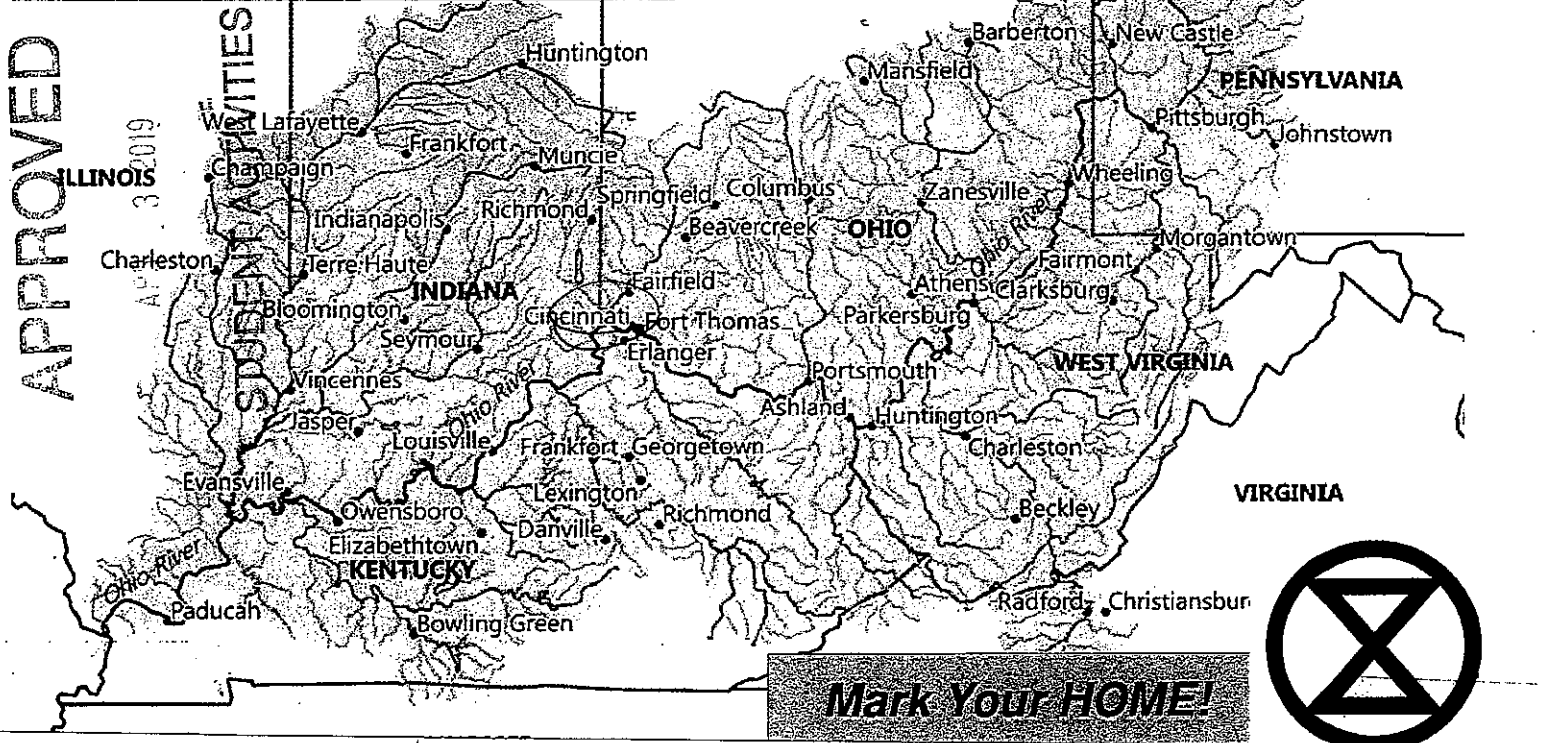 APPROVED
AP 3 2019
STUDENT ACTIVITIES
Huntington
Barberton
New Castle
Mansfield
PENNSYLVANIA
West Lafayette
Pittsburgh
Johnstown
Frankfort
Muncie
ILLINOIS
Champaign
Wheeling
Springfield
Columbus
Zanesville
Indianapolis
Richmond
Beavercreek
OHIO
Ohio River
Morgantown
Charleston
Terre Haute
Fairmont
INDIANA
Fairfield
Athens
Clarksburg
Bloomington
Cincinnati
Fort Thomas
Parkersburg
Seymour
Erlanger
WEST VIRGINIA
Vincennes
Portsmouth
Ohio River
Ashland
Huntington
Jasper
Louisville
Frankfort
Georgetown
Charleston
Evansville
Lexington
VIRGINIA
Owensboro
Danville
Richmond
Beckley
Elizabethtown
KENTUCKY
Ohio River
Paducah
Radford
Christiansbur
Bowling Green
Mark Your HOME!